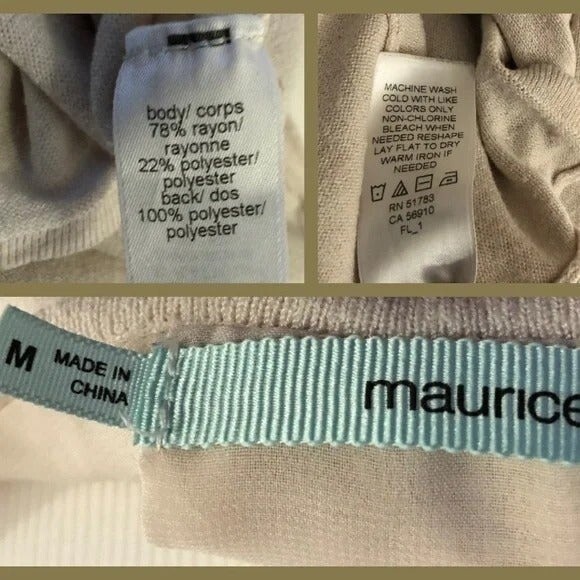 body/ corps
78% rayon/
rayonne
22% polyester/
polyester
back/ dos
100% polyester/
polyester
MACHINE WASH
COLD WITH LIKE
COLORS ONLY
NON-CHLORINE
BLEACH WHEN
NEEDED RESHAPE
LAY FLAT TO DRY
WARM IRON IF
NEEDED
RN 51783
CA 56910
FL_1
M
MADE IN
CHINA
maurice